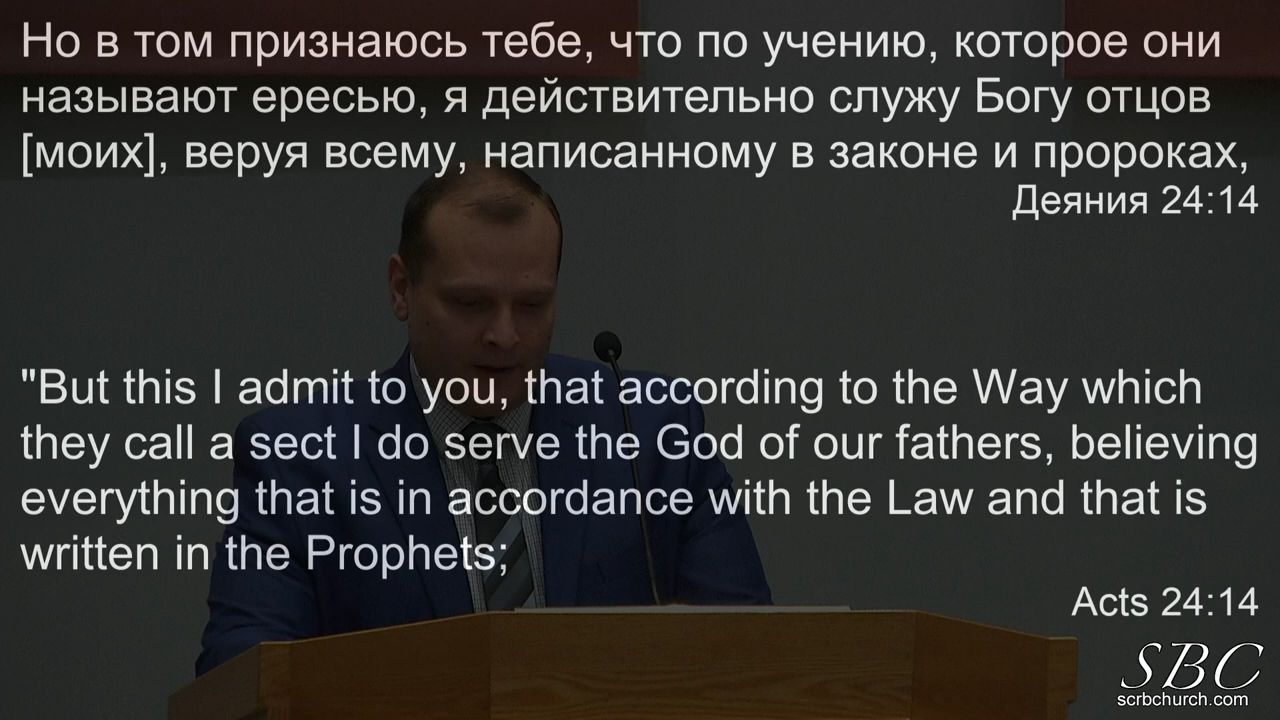 Но в том признаюсь тебе, что по учению, которое они
называют ересью, я действительно служу Богу отцов
[моих], веруя всему, написанному в законе и пророках,
Деяния 24:14
"But this I admit to you, that according to the Way which
they call a sect I do serve the God of our fathers, believing
everything that is in accordance with the Law and that is
written in the Prophets;
Acts 24:14
SBC
scrbchurch.com